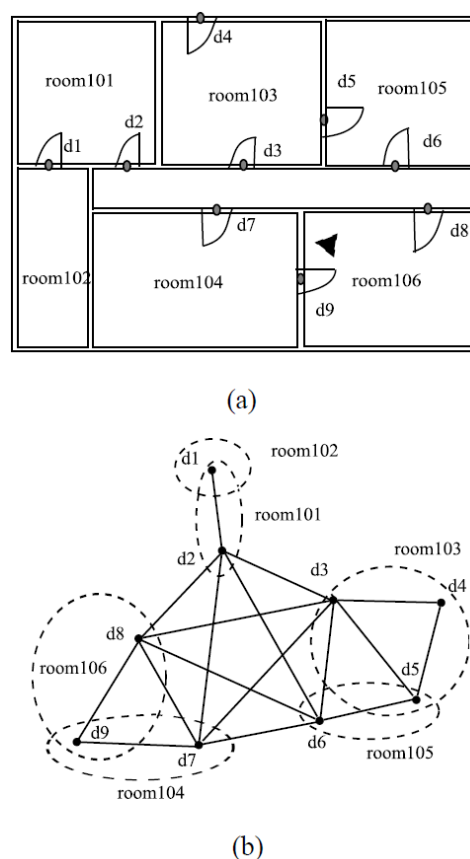 d4
room101
room103
d5
room105
d1
d2
d3
d6
d7
d8
room102
room104
room106
d9
(a)
d1
room102
room101
d2
d3
room103
d4
d8
room106
d5
d9
d7
d6
room105
room104
(b)